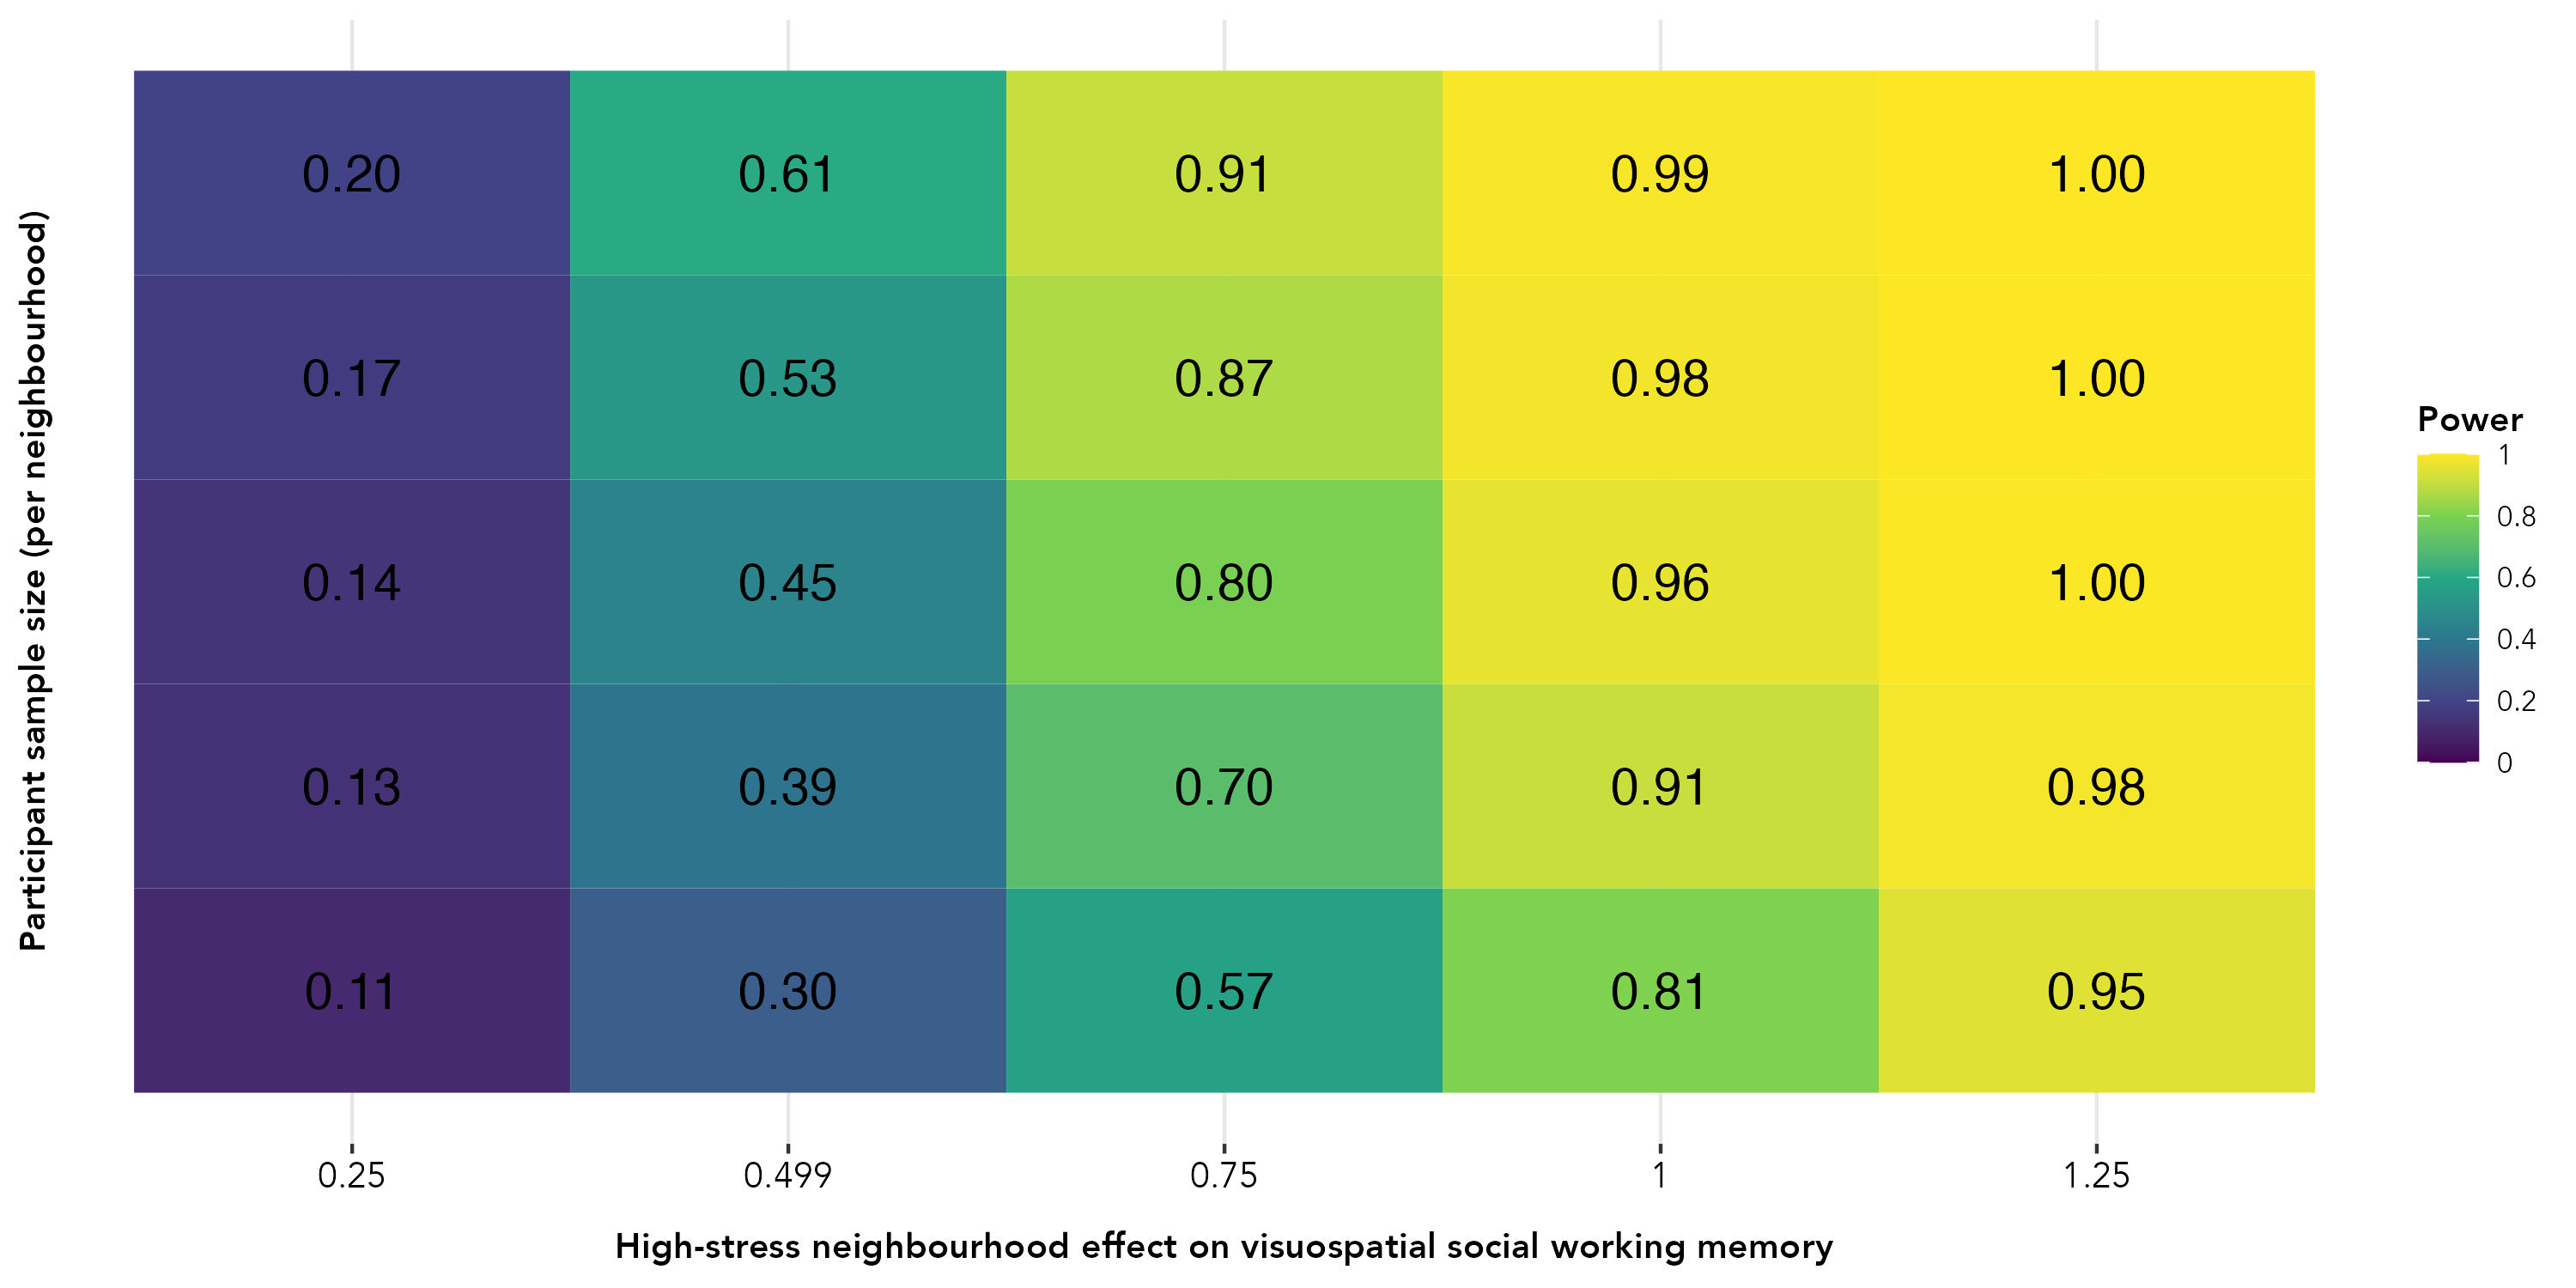 Participant sample size (per neighbourhood)
0.20 0.61 0.91 0.99 1.00
0.17 0.53 0.87 0.98 1.00
0.14 0.45 0.80 0.96 1.00
0.13 0.39 0.70 0.91 0.98
0.11 0.30 0.57 0.81 0.95
0.25 0.499 0.75 1 1.25
High-stress neighbourhood effect on visuospatial social working memory
Power
1
0.8
0.6
0.4
0.2
0